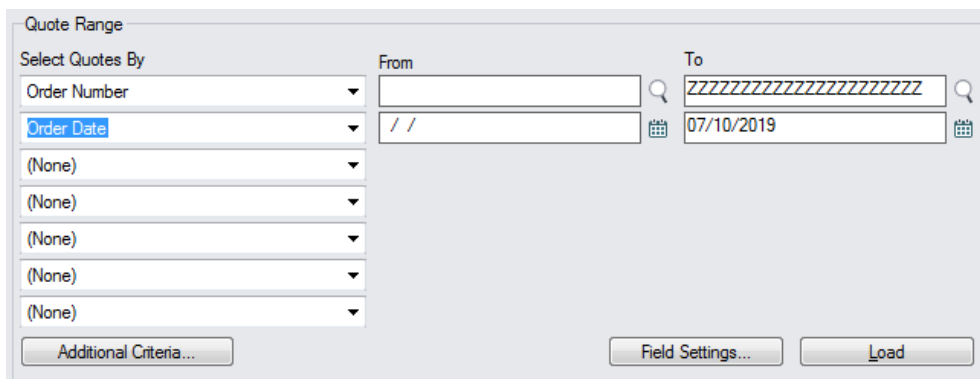 Quote Range
Select Quotes By From To
Order Number ZZZZZZZZZZZZZZZZZZZZZZ
Order Date / / 07/10/2019
(None)
(None)
(None)
(None)
(None)
Additional Criteria... Field Settings... Load